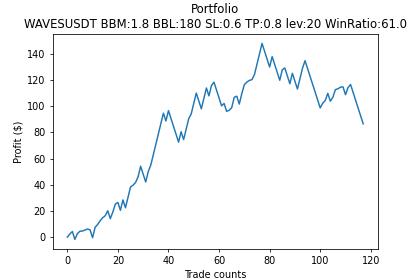 Portfolio
WAVESUSDT BBM:1.8 BBL:180 SL:0.6 TP:0.8 lev:20 WinRatio:61.0
Profit ($)
140
120
100
80
60
40
20
0
0 20 40 60 80 100 120
Trade counts